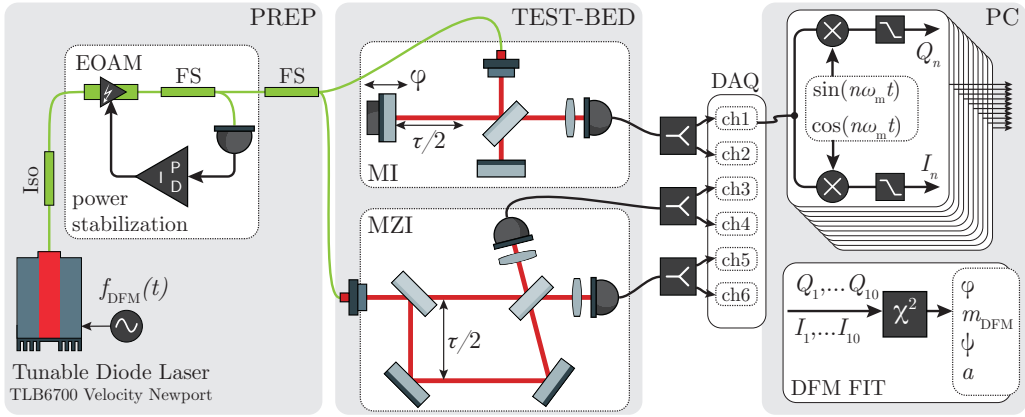 PREP
EOAM
FS
FS
Iso
P
I
D
power
stabilization
f_DFM(t)
Tunable Diode Laser
TLB6700 Velocity Newport
TEST-BED
φ
τ/2
MI
MZI
τ/2
DAQ
ch1
ch2
ch3
ch4
ch5
ch6
PC
Q_n
sin(nω_m t)
cos(nω_m t)
I_n
Q_1,... Q_10
I_1,... I_10
χ²
φ
m_DFM
ψ
a
DFM FIT